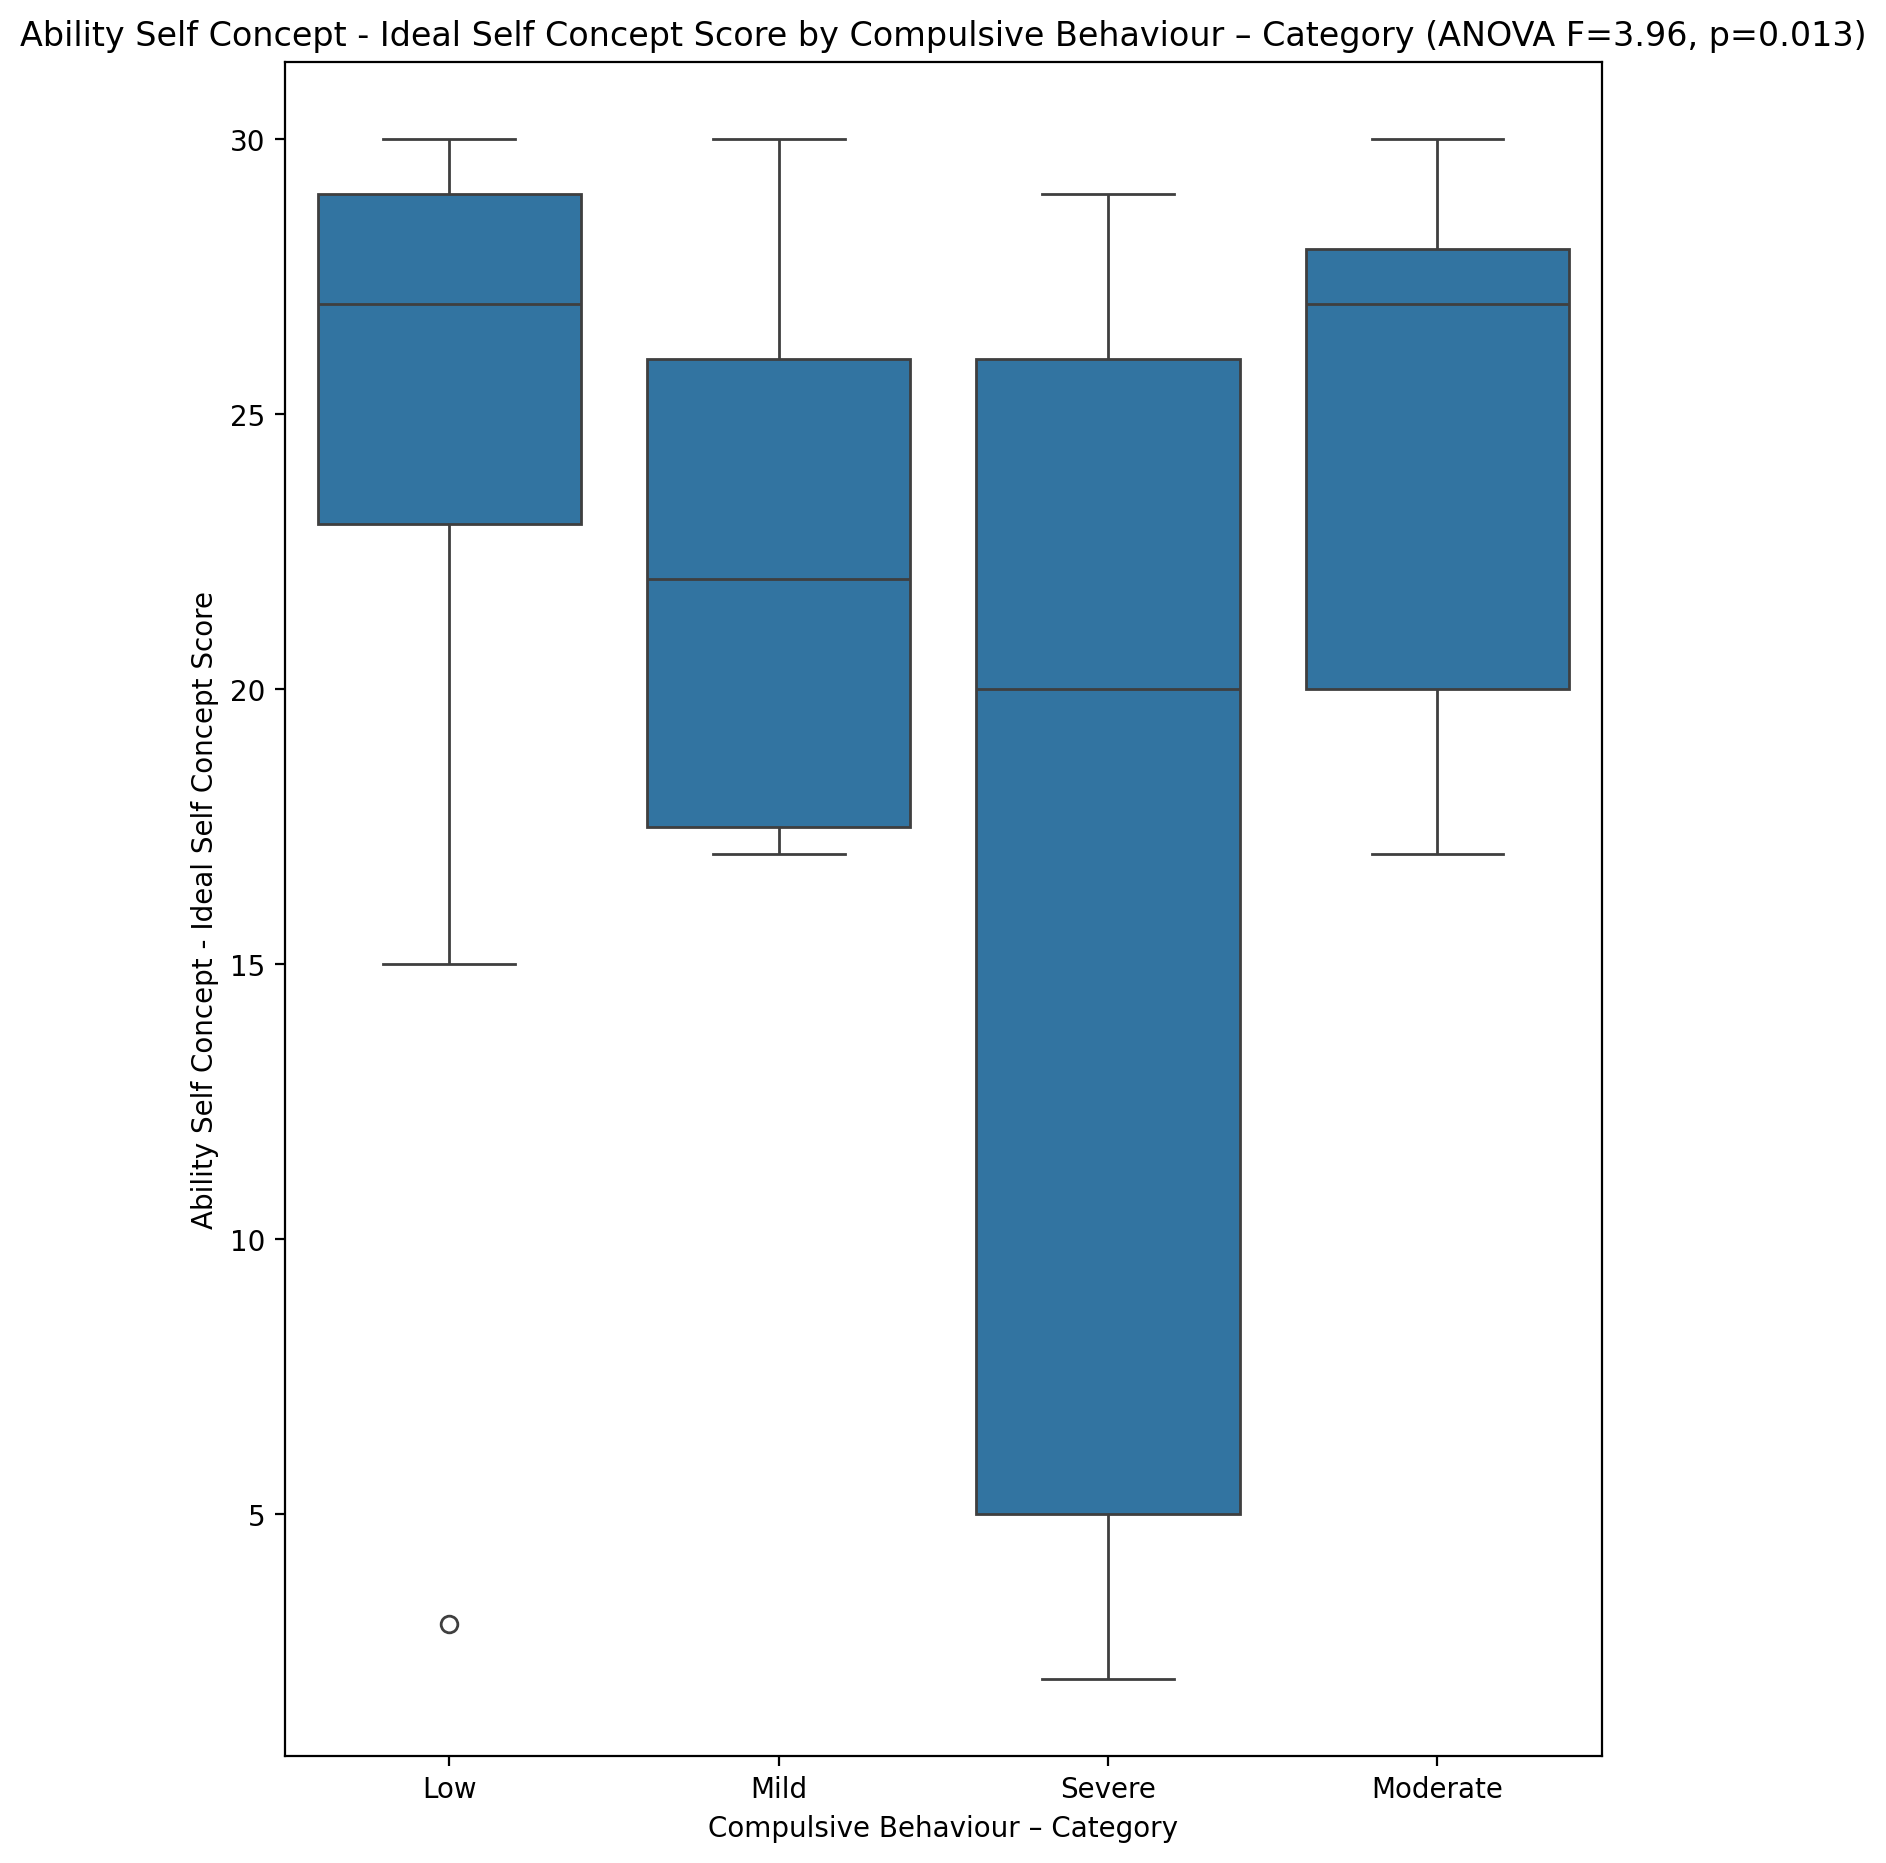 Ability Self Concept - Ideal Self Concept Score by Compulsive Behaviour – Category (ANOVA F=3.96, p=0.013)
Ability Self Concept - Ideal Self Concept Score
30
25
20
15
10
5
Low Mild Severe Moderate
Compulsive Behaviour – Category